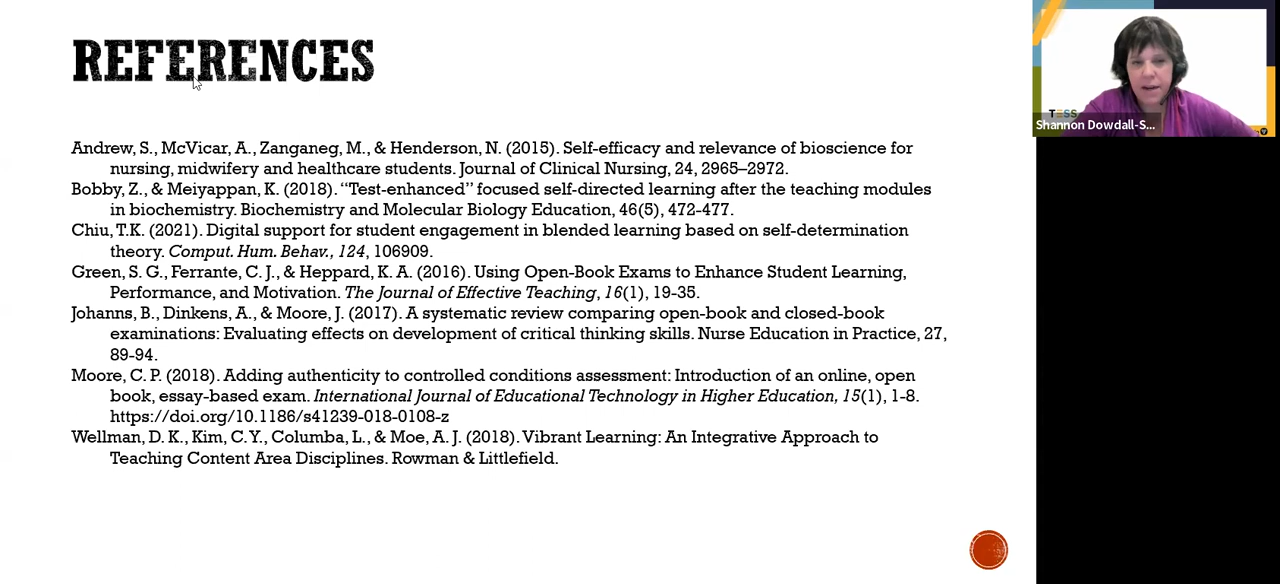 REFERENCES
Andrew, S., McVicar, A., Zanganeg, M., & Henderson, N. (2015). Self-efficacy and relevance of bioscience for
nursing, midwifery and healthcare students. Journal of Clinical Nursing, 24, 2965–2972.
Bobby, Z., & Meiyappan, K. (2018). “Test-enhanced” focused self-directed learning after the teaching modules
in biochemistry. Biochemistry and Molecular Biology Education, 46(5), 472-477.
Chiu, T.K. (2021). Digital support for student engagement in blended learning based on self-determination
theory. Comput. Hum. Behav., 124, 106909.
Green, S. G., Ferrante, C. J., & Heppard, K. A. (2016). Using Open-Book Exams to Enhance Student Learning,
Performance, and Motivation. The Journal of Effective Teaching, 16(1), 19-35.
Johanns, B., Dinkens, A., & Moore, J. (2017). A systematic review comparing open-book and closed-book
examinations: Evaluating effects on development of critical thinking skills. Nurse Education in Practice, 27,
89-94.
Moore, C. P. (2018). Adding authenticity to controlled conditions assessment: Introduction of an online, open
book, essay-based exam. International Journal of Educational Technology in Higher Education, 15(1), 1-8.
https://doi.org/10.1186/s41239-018-0108-z
Wellman, D. K., Kim, C.Y., Columba, L., & Moe, A. J. (2018). Vibrant Learning: An Integrative Approach to
Teaching Content Area Disciplines. Rowman & Littlefield.
TESS
Shannon Dowdall-S...